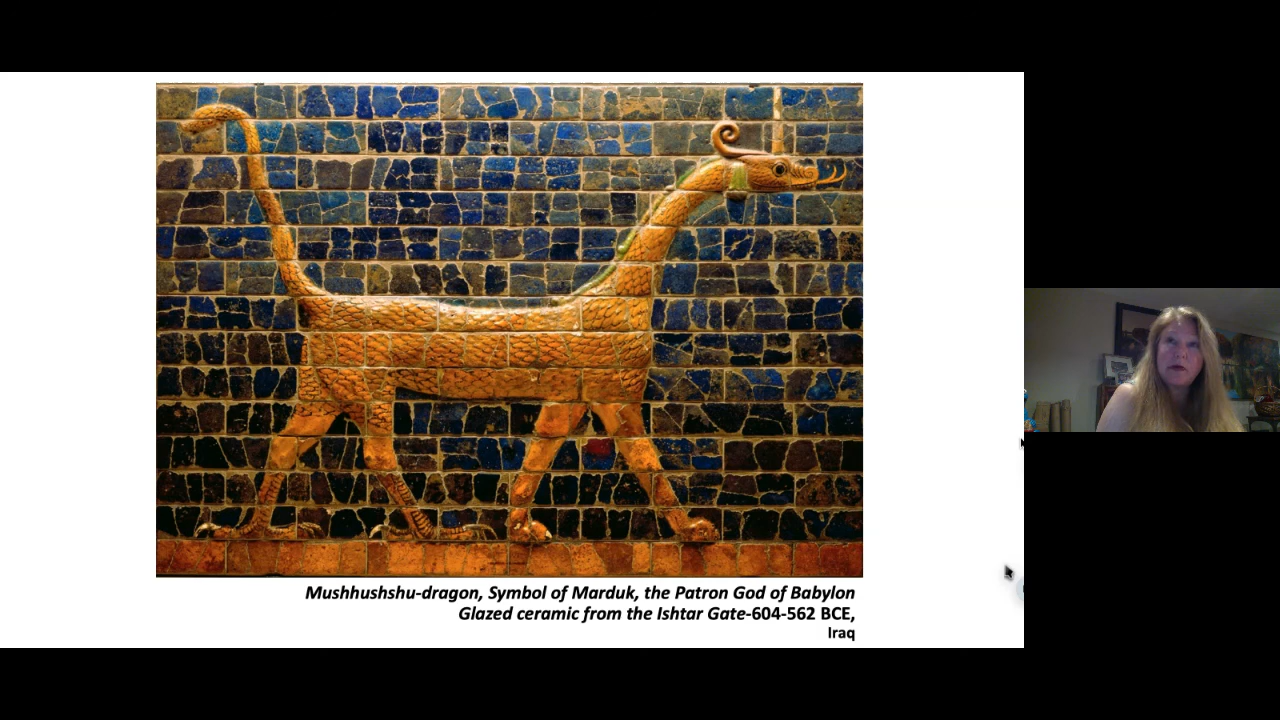 Mushhushshu-dragon, Symbol of Marduk, the Patron God of Babylon
Glazed ceramic from the Ishtar Gate-604-562 BCE,
Iraq